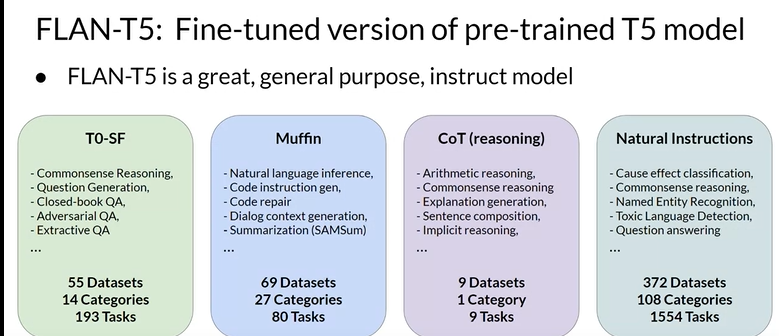 FLAN-T5: Fine-tuned version of pre-trained T5 model
● FLAN-T5 is a great, general purpose, instruct model
T0-SF
- Commonsense Reasoning,
- Question Generation,
- Closed-book QA,
- Adversarial QA,
- Extractive QA
...
55 Datasets
14 Categories
193 Tasks
Muffin
- Natural language inference,
- Code instruction gen,
- Code repair
- Dialog context generation,
- Summarization (SAMSum)
...
69 Datasets
27 Categories
80 Tasks
CoT (reasoning)
- Arithmetic reasoning,
- Commonsense reasoning
- Explanation generation,
- Sentence composition,
- Implicit reasoning,
...
9 Datasets
1 Category
9 Tasks
Natural Instructions
- Cause effect classification,
- Commonsense reasoning,
- Named Entity Recognition,
- Toxic Language Detection,
- Question answering
...
372 Datasets
108 Categories
1554 Tasks